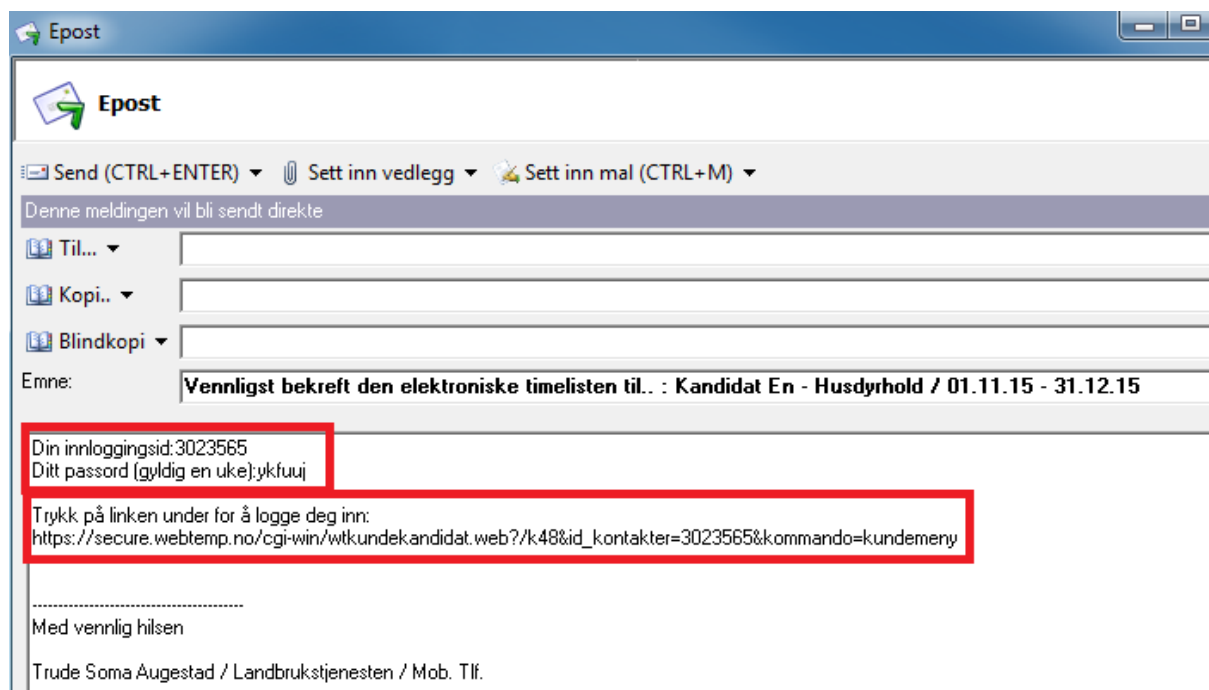 Epost
Epost
Send (CTRL+ENTER) Sett inn vedlegg Sett inn mal (CTRL+M)
Denne meldingen vil bli sendt direkte
Til...
Kopi..
Blindkopi
Emne: Vennligst bekreft den elektroniske timelisten til.. : Kandidat En - Husdyrhold / 01.11.15 - 31.12.15
Din innloggingsid:3023565
Ditt passord (gyldig en uke):ykfuuj
Trykk på linken under for å logge deg inn:
https://secure.webtemp.no/cgi-win/wtkundekandidat.web?/k48&id_kontakter=3023565&kommando=kundemeny
------------------------------------------
Med vennlig hilsen
Trude Soma Augestad / Landbrukstjenesten / Mob. Tlf.